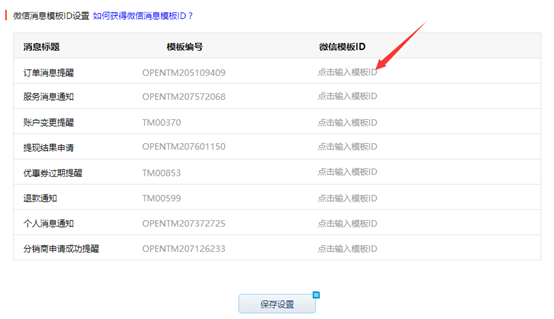 微信消息模板ID设置 如何获得微信消息模板ID？
消息标题 模板编号 微信模板ID
订单消息提醒 OPENTM205109409 点击输入模板ID
服务消息通知 OPENTM207572068 点击输入模板ID
账户变更提醒 TM00370 点击输入模板ID
提现结果申请 OPENTM207601150 点击输入模板ID
优惠券过期提醒 TM00853 点击输入模板ID
退款通知 TM00599 点击输入模板ID
个人消息通知 OPENTM207372725 点击输入模板ID
分销商申请成功提醒 OPENTM207126233 点击输入模板ID
保存设置